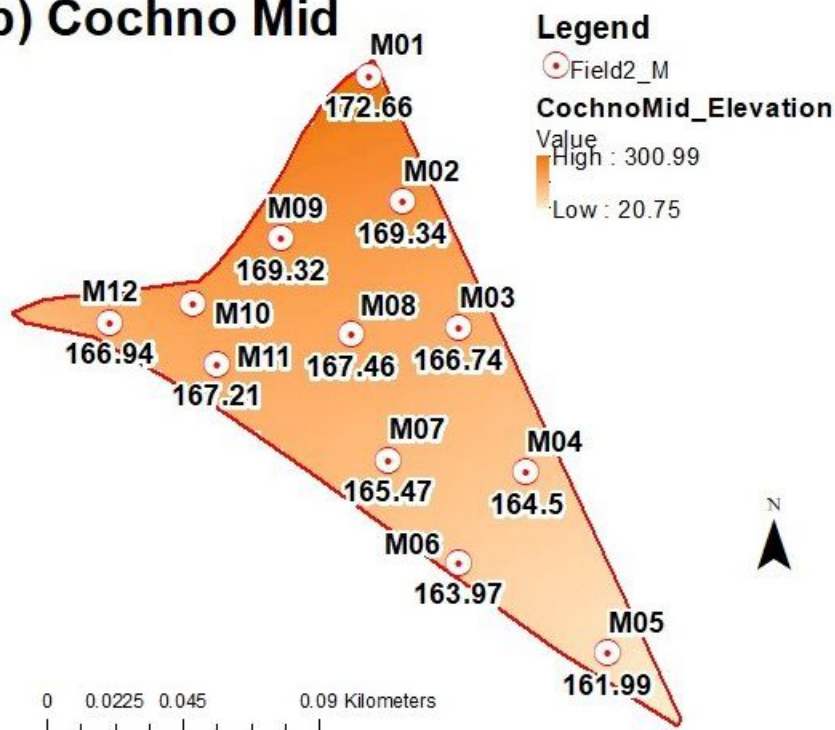 b) Cochno Mid
Legend
Field2_M
CochnoMid_Elevation
Value
High : 300.99
Low : 20.75
M01
172.66
M02
169.34
M09
169.32
M12
166.94
M10
M08
167.46
M03
166.74
M11
167.21
M07
165.47
M04
164.5
M06
163.97
M05
161.99
N
0 0.0225 0.045 0.09 Kilometers